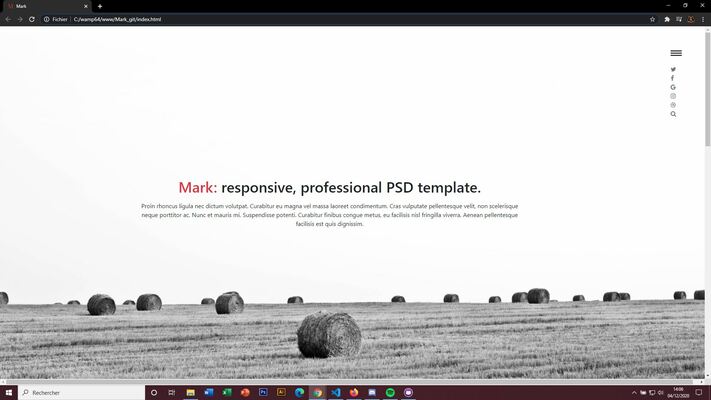 Mark
Fichier | C:/wamp64/www/Mark_git/index.html
Mark: responsive, professional PSD template.
Proin rhoncus ligula nec dictum volutpat. Curabitur eu magna vel massa laoreet condimentum. Cras vulputate pellentesque velit, non scelerisque
neque porttitor ac. Nunc et mauris mi. Suspendisse potenti. Curabitur finibus congue metus, eu facilisis nisl fringilla viverra. Aenean pellentesque
facilisis est quis dignissim.
Rechercher
14:06
04/12/2020